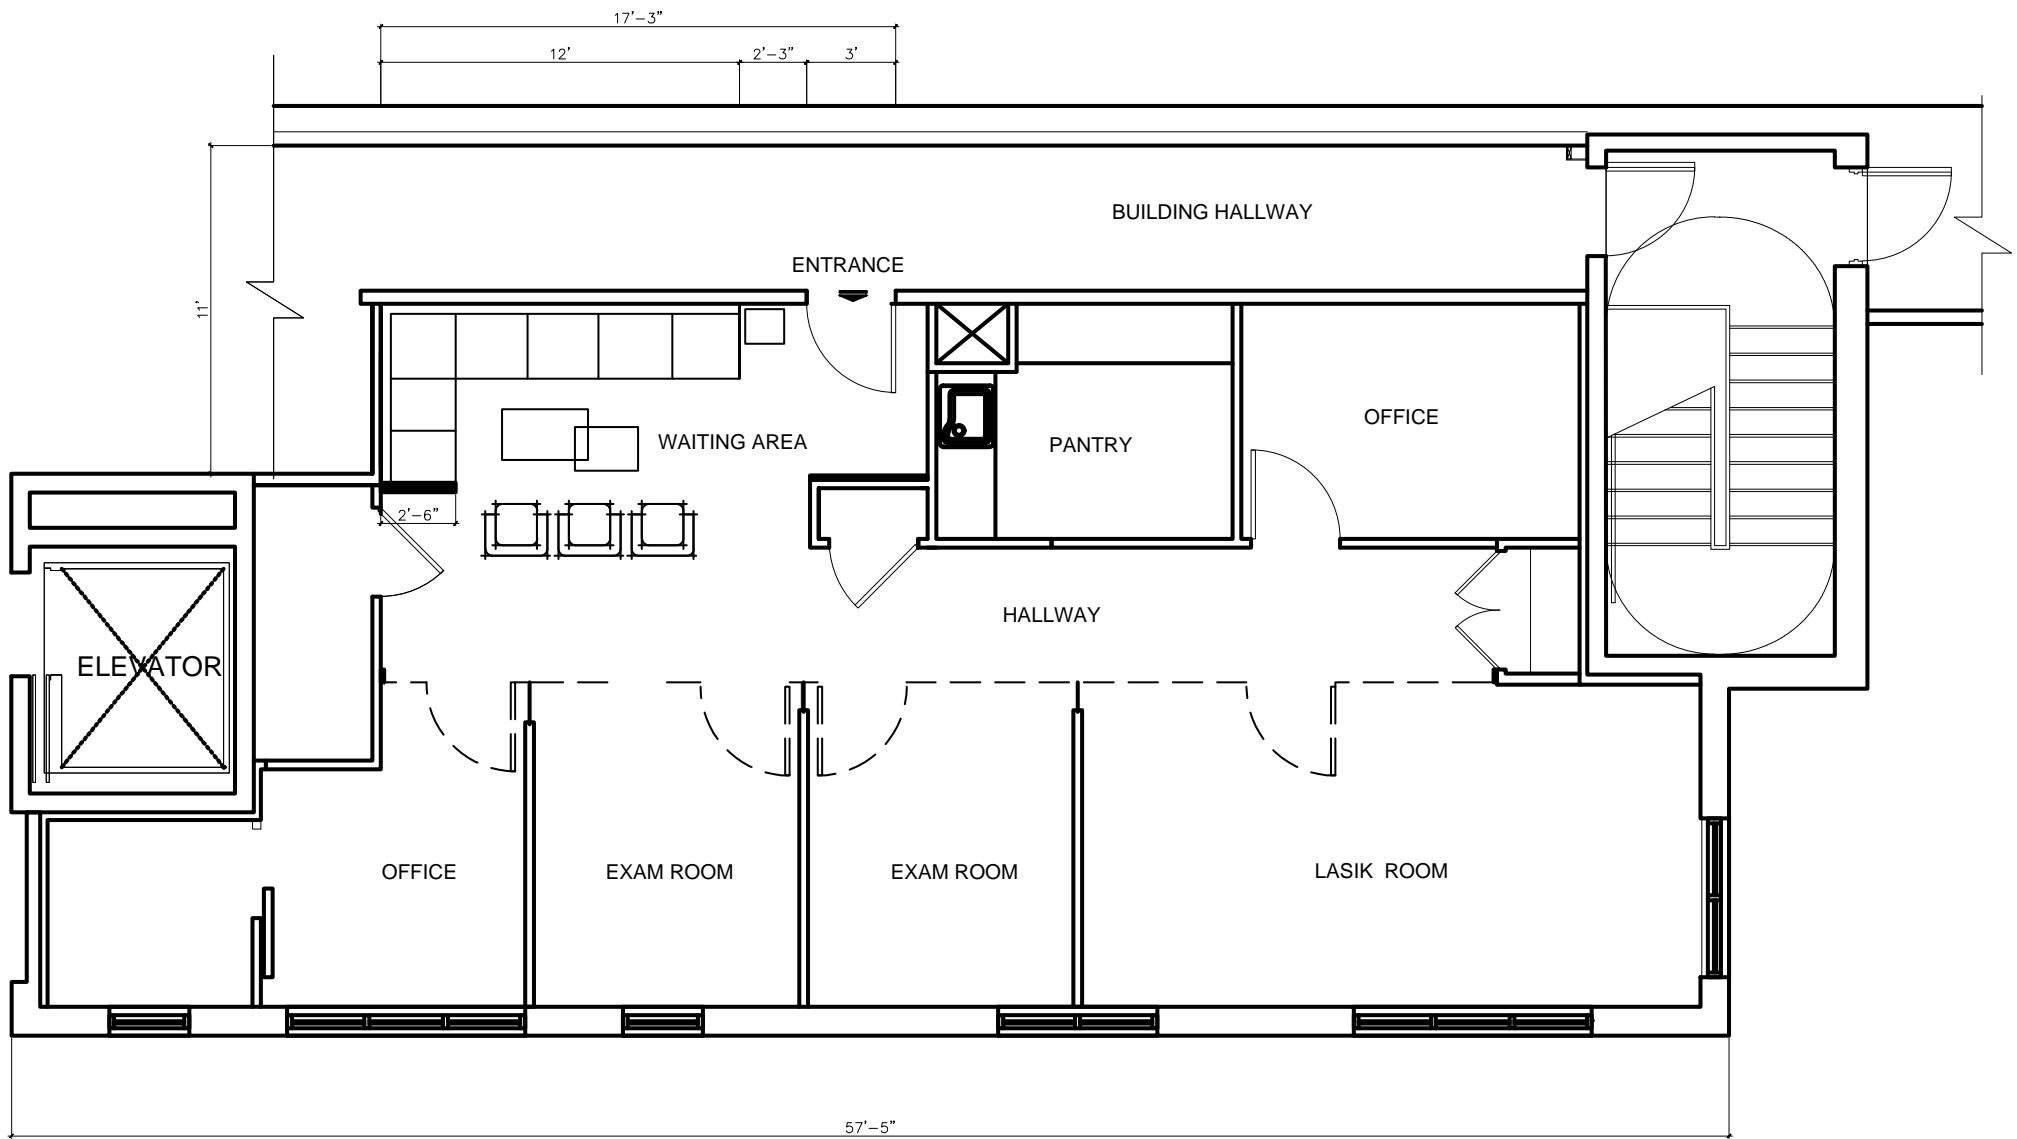 17'-3"
12'
2'-3"
3'
BUILDING HALLWAY
ENTRANCE
11'
OFFICE
WAITING AREA
PANTRY
2'-6"
HALLWAY
ELEVATOR
OFFICE
EXAM ROOM
EXAM ROOM
LASIK ROOM
57'-5"